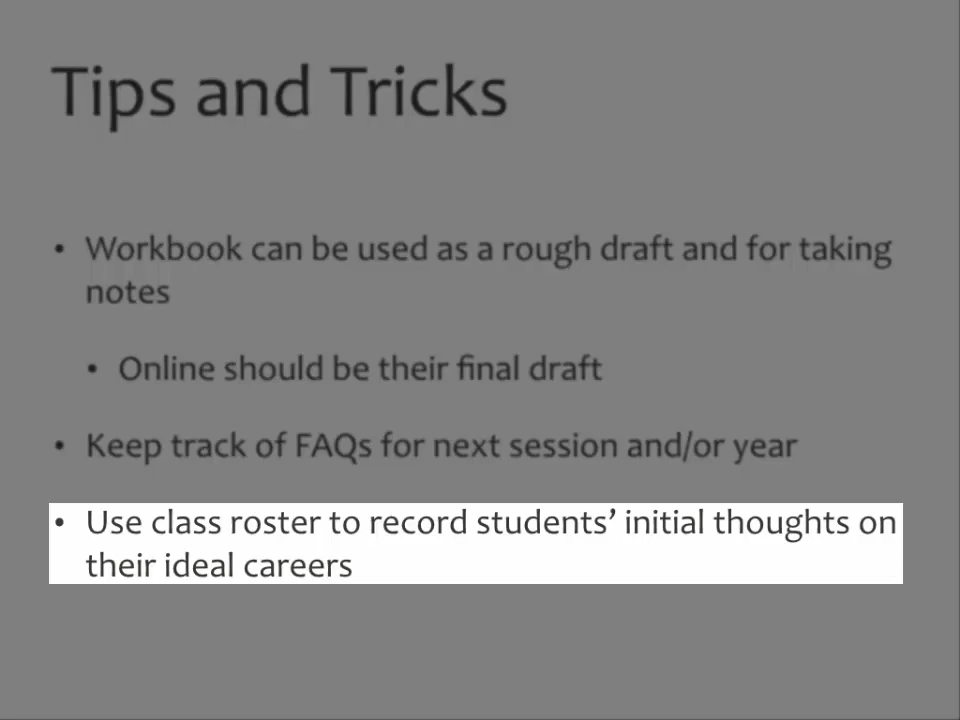 Tips and Tricks
• Workbook can be used as a rough draft and for taking
notes
• Online should be their final draft
• Keep track of FAQs for next session and/or year
• Use class roster to record students’ initial thoughts on
their ideal careers